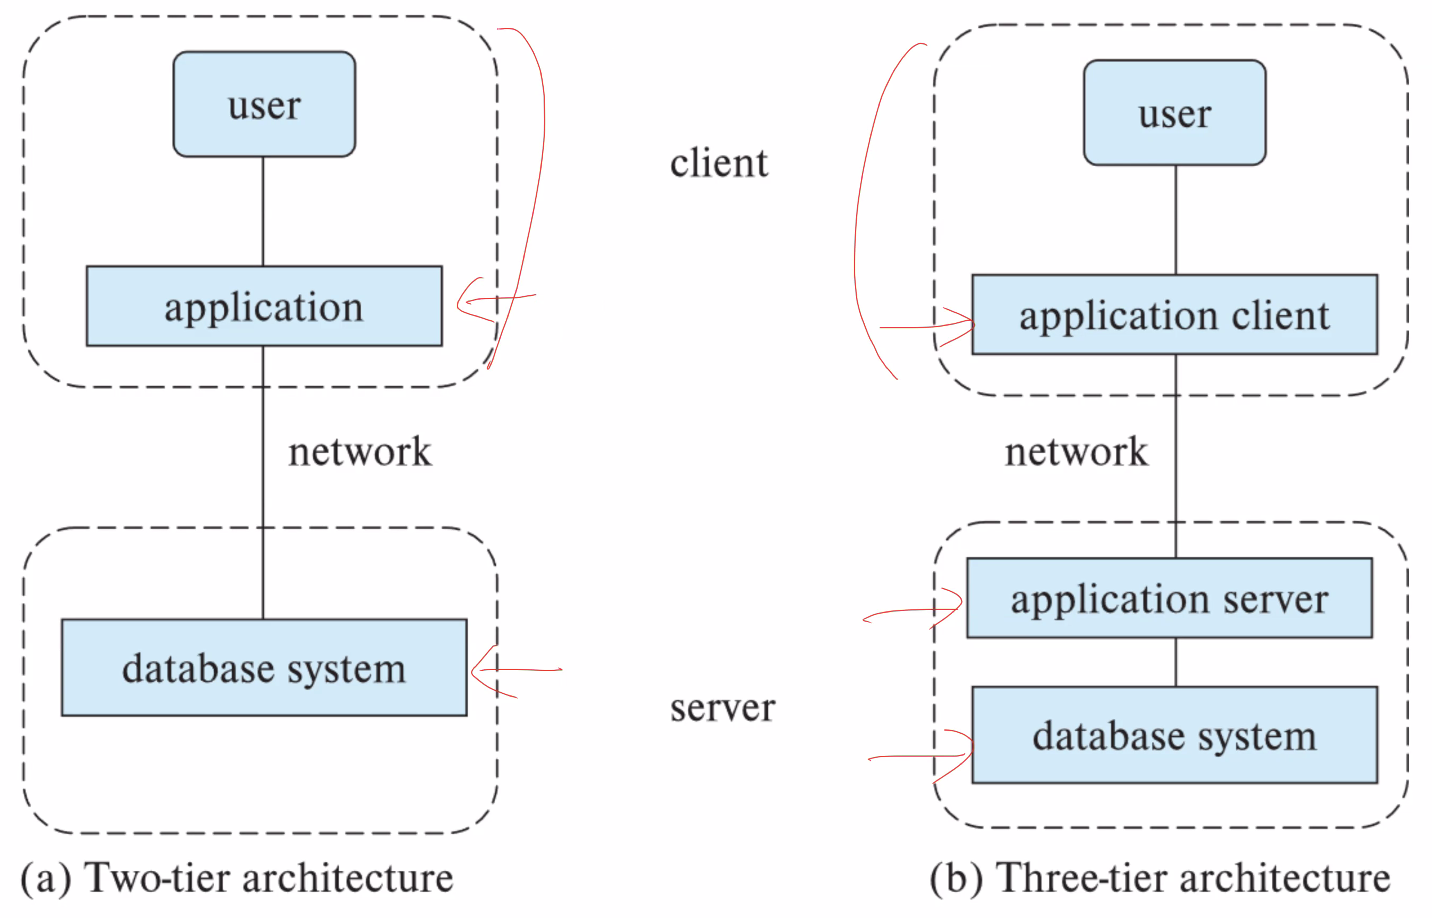 user
application
network
database system
(a) Two-tier architecture
client
server
user
application client
network
application server
database system
(b) Three-tier architecture